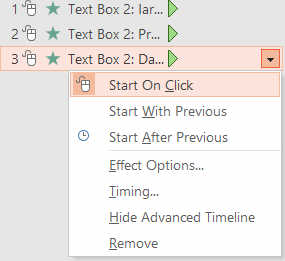 1 Text Box 2: Iar...
2 Text Box 2: Pr...
3 Text Box 2: Da...
Start On Click
Start With Previous
Start After Previous
Effect Options...
Timing...
Hide Advanced Timeline
Remove